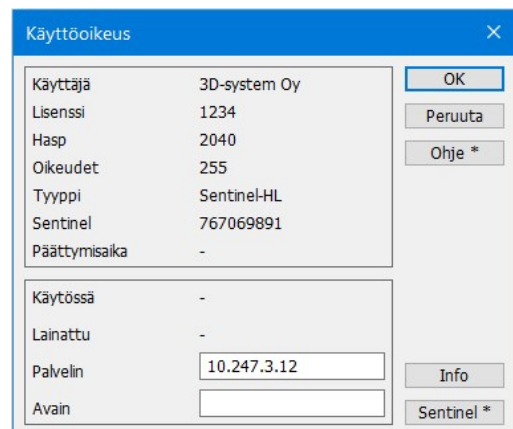 Käyttöoikeus
Käyttäjä 3D-system Oy OK
Lisenssi 1234 Peruuta
Hasp 2040
Oikeudet 255 Ohje *
Tyyppi Sentinel-HL
Sentinel 767069891
Päättymisaika -
Käytössä -
Lainattu -
Palvelin 10.247.3.12 Info
Avain Sentinel *